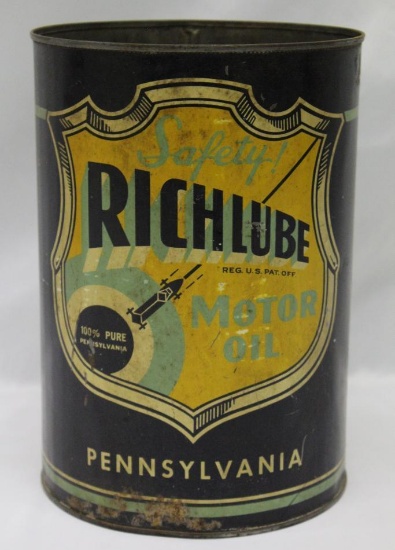 Safety!
RICHLUBE
REG. U.S. PAT. OFF
MOTOR
OIL
100% PURE
PENNSYLVANIA
PENNSYLVANIA